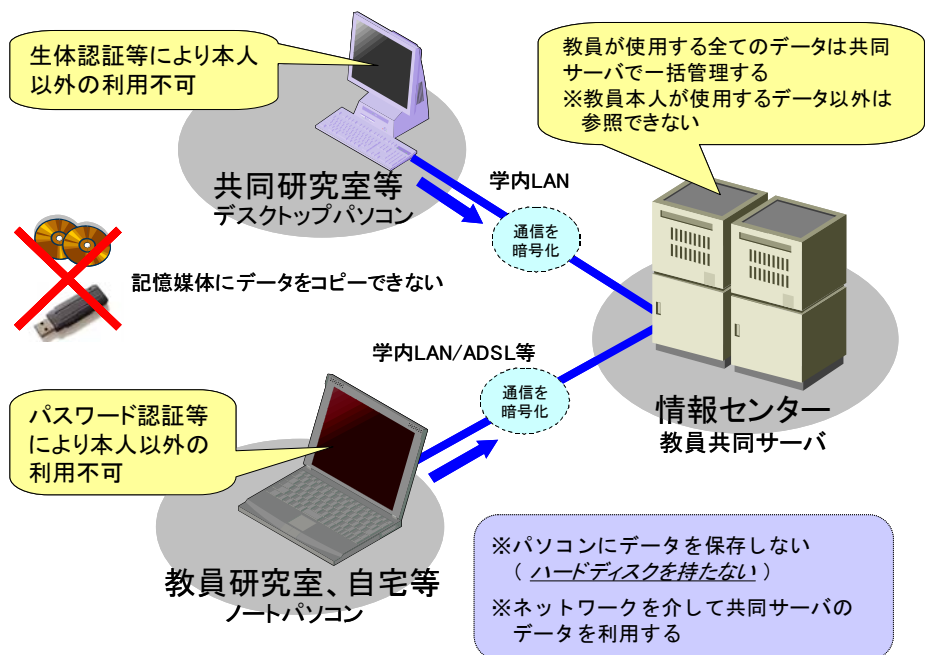 生体認証等により本人
以外の利用不可
教員が使用する全てのデータは共同
サーバで一括管理する
※教員本人が使用するデータ以外は
参照できない
共同研究室等
デスクトップパソコン
学内LAN
通信を
暗号化
記憶媒体にデータをコピーできない
学内LAN/ADSL等
通信を
暗号化
パスワード認証等
により本人以外の
利用不可
情報センター
教員共同サーバ
教員研究室、自宅等
ノートパソコン
※パソコンにデータを保存しない
（ ハードディスクを持たない ）
※ネットワークを介して共同サーバの
データを利用する